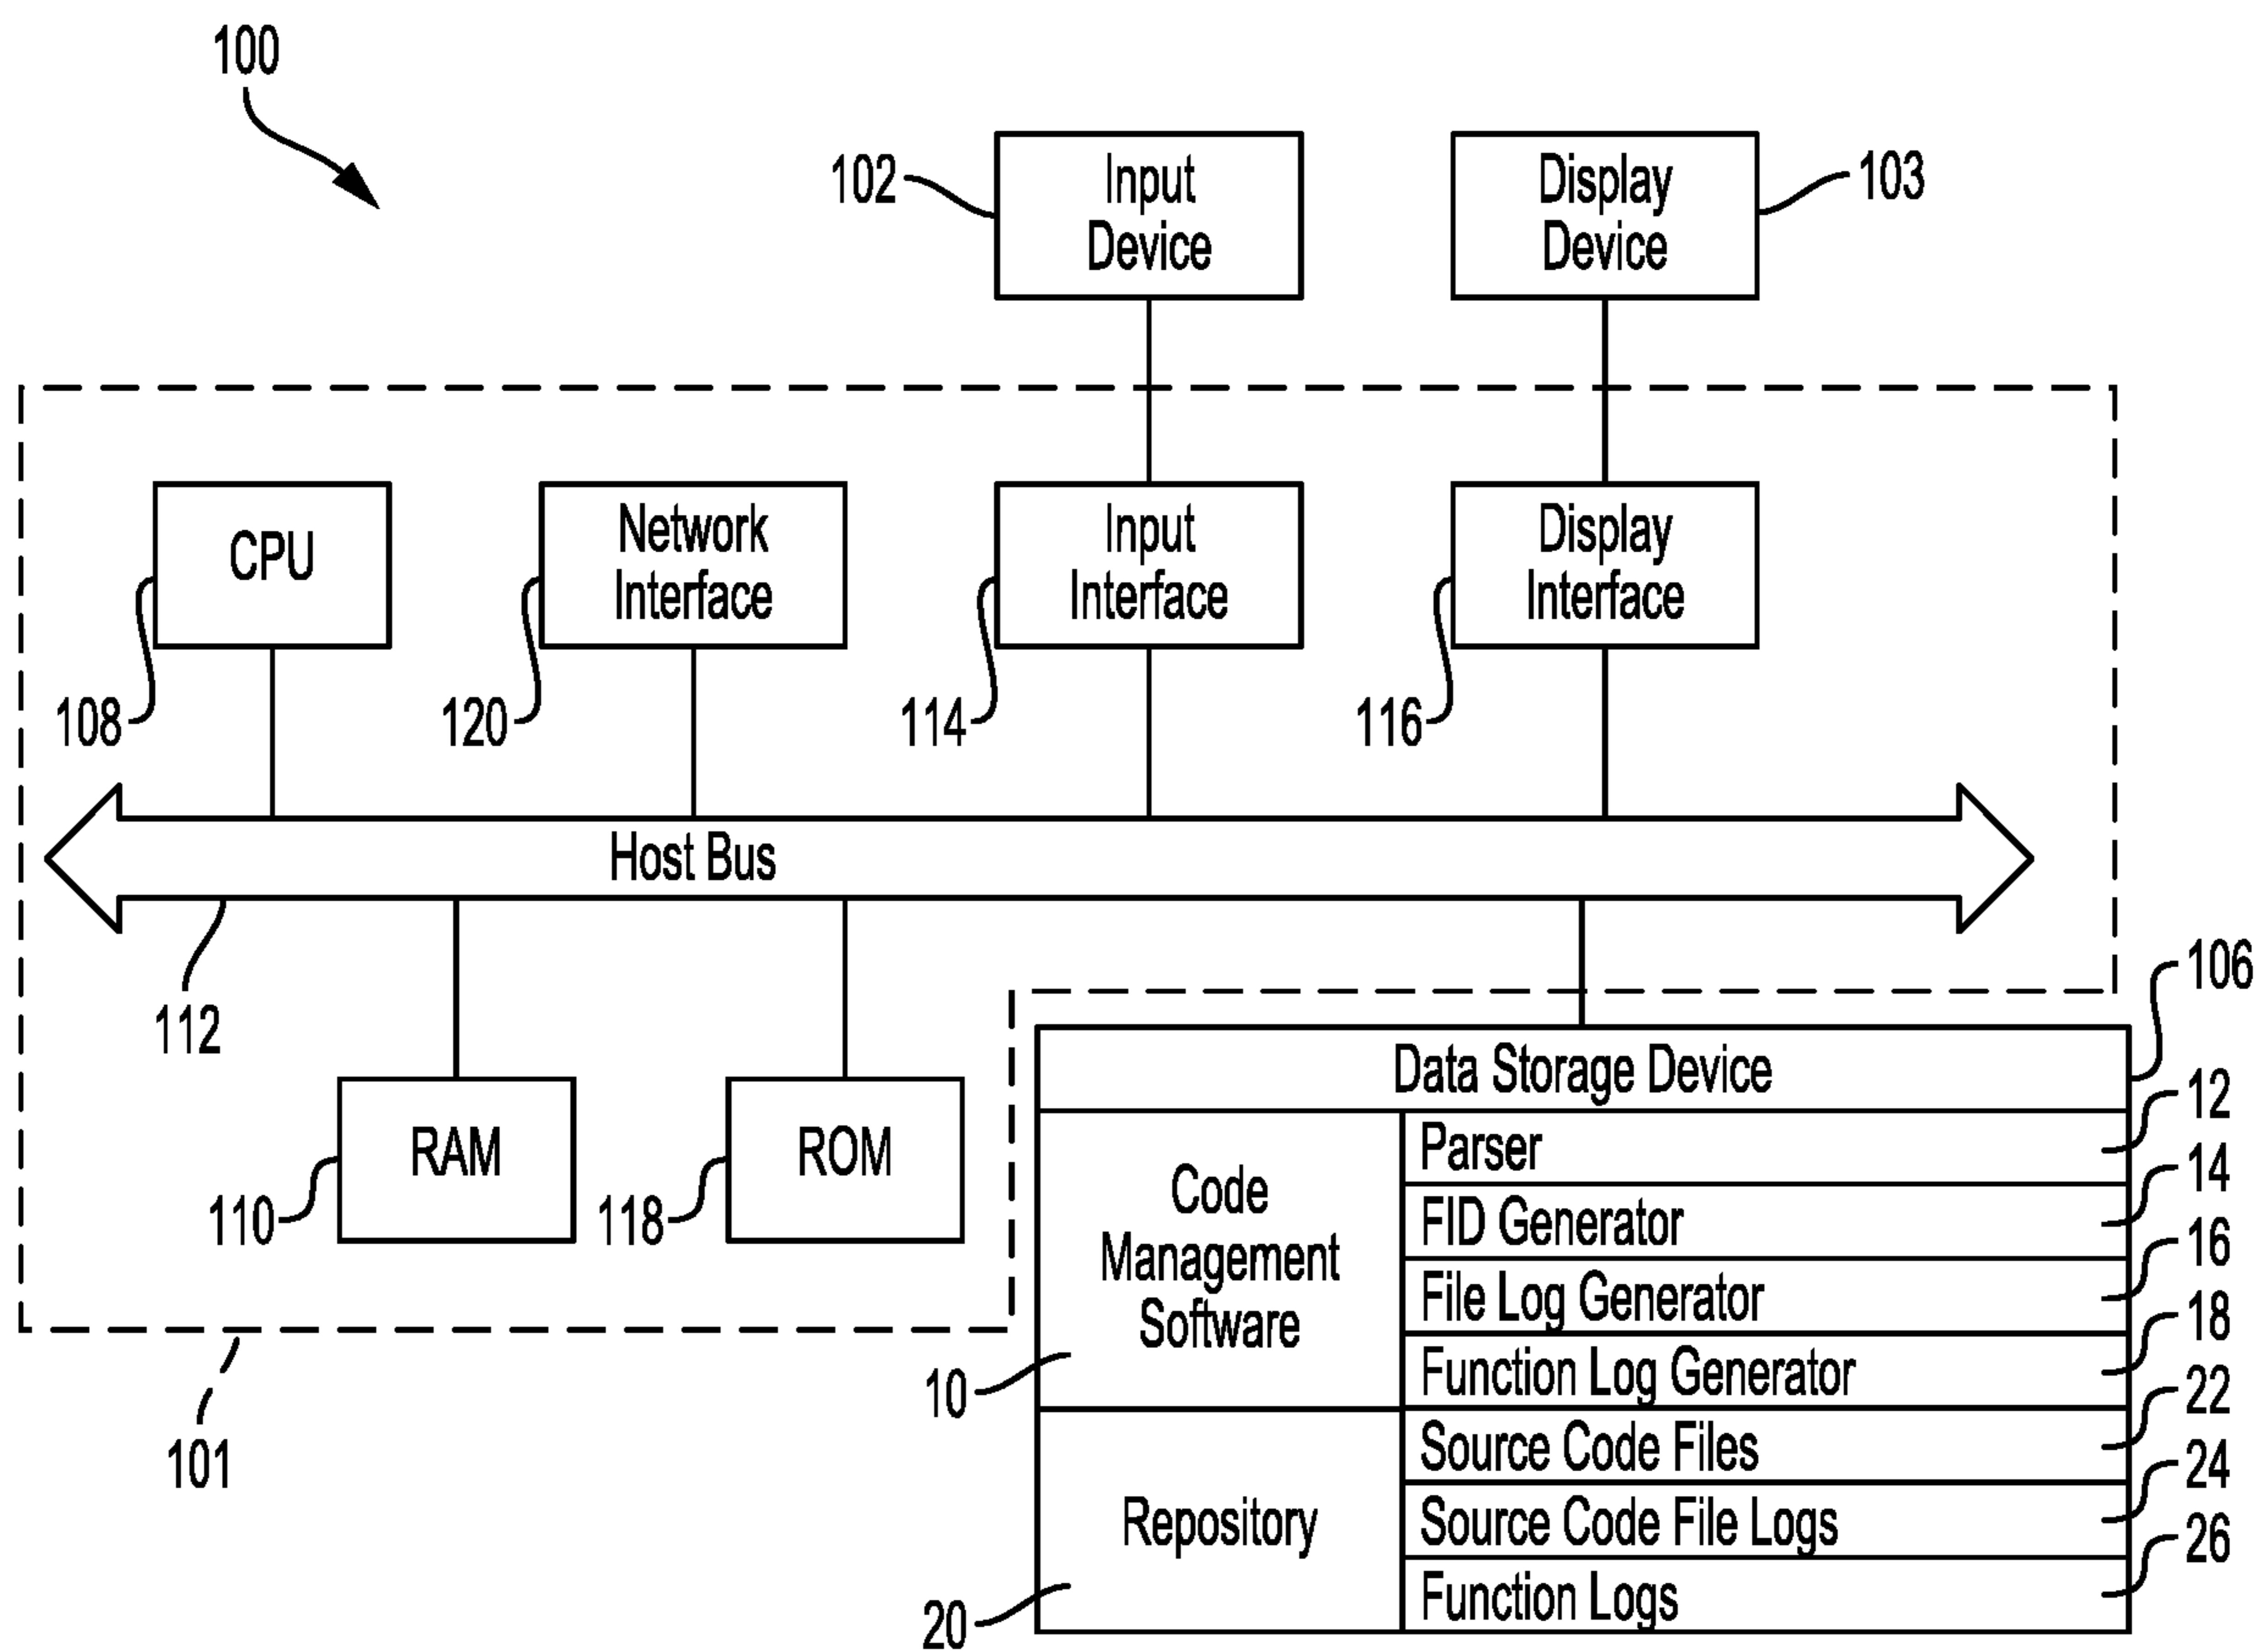 100
102
Input
Device
Display
Device
103
CPU
Network
Interface
Input
Interface
Display
Interface
108
120
114
116
Host Bus
112
106
Data Storage Device
12
RAM
ROM
Code
Management
Software
Parser
14
110
118
FID Generator
16
File Log Generator
18
10
Function Log Generator
22
101
Repository
Source Code Files
24
Source Code File Logs
26
20
Function Logs